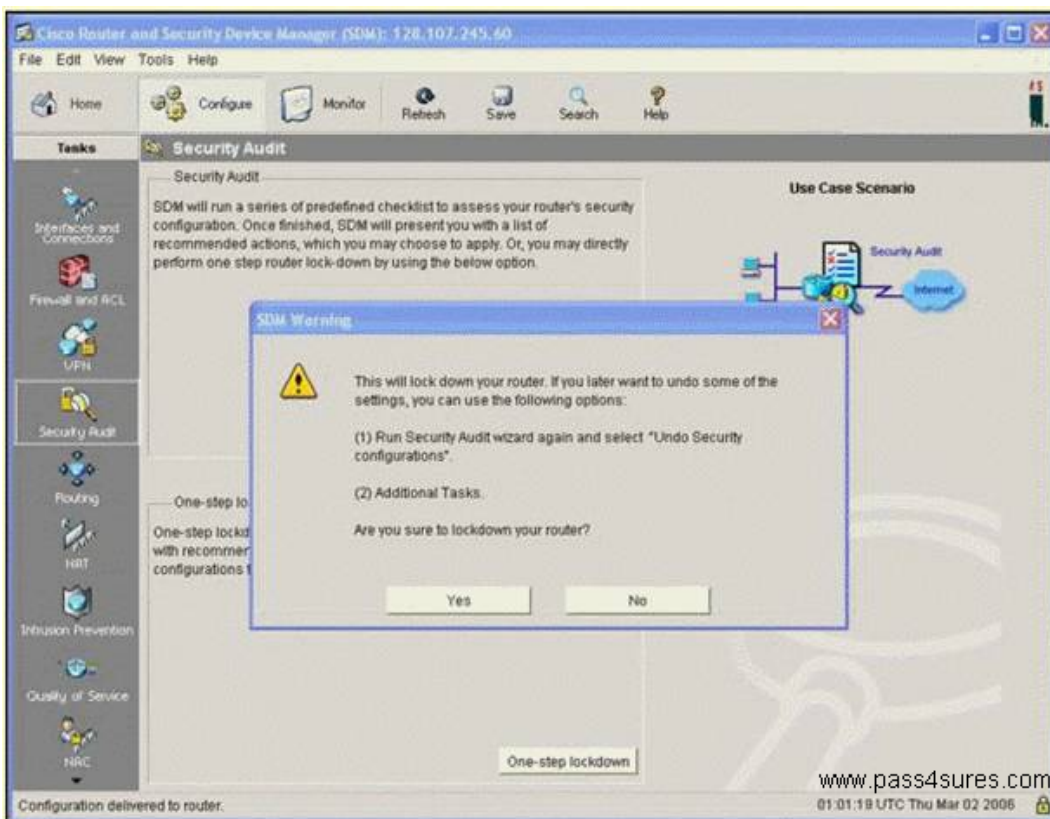 Cisco Router and Security Device Manager (SDM): 128.107.245.60
File Edit View Tools Help
Home Configure Monitor Refresh Save Search Help
Tasks
Security Audit
Interfaces and Connections
Firewall and ACL
VPN
Security Audit
Routing
NAT
Intrusion Prevention
Quality of Service
NAC
Security Audit
SDM will run a series of predefined checklist to assess your router's security
configuration. Once finished, SDM will present you with a list of
recommended actions, which you may choose to apply. Or, you may directly
perform one step router lock-down by using the below option.
Use Case Scenario
Security Audit
Internet
SDM Warning
This will lock down your router. If you later want to undo some of the
settings, you can use the following options:
(1) Run Security Audit wizard again and select "Undo Security
configurations".
(2) Additional Tasks.
Are you sure to lockdown your router?
Yes
No
One-step lo
One-step lockd
with recommen
configurations t
One-step lockdown
www.pass4sures.com
Configuration delivered to router.
01:01:19 UTC Thu Mar 02 2006